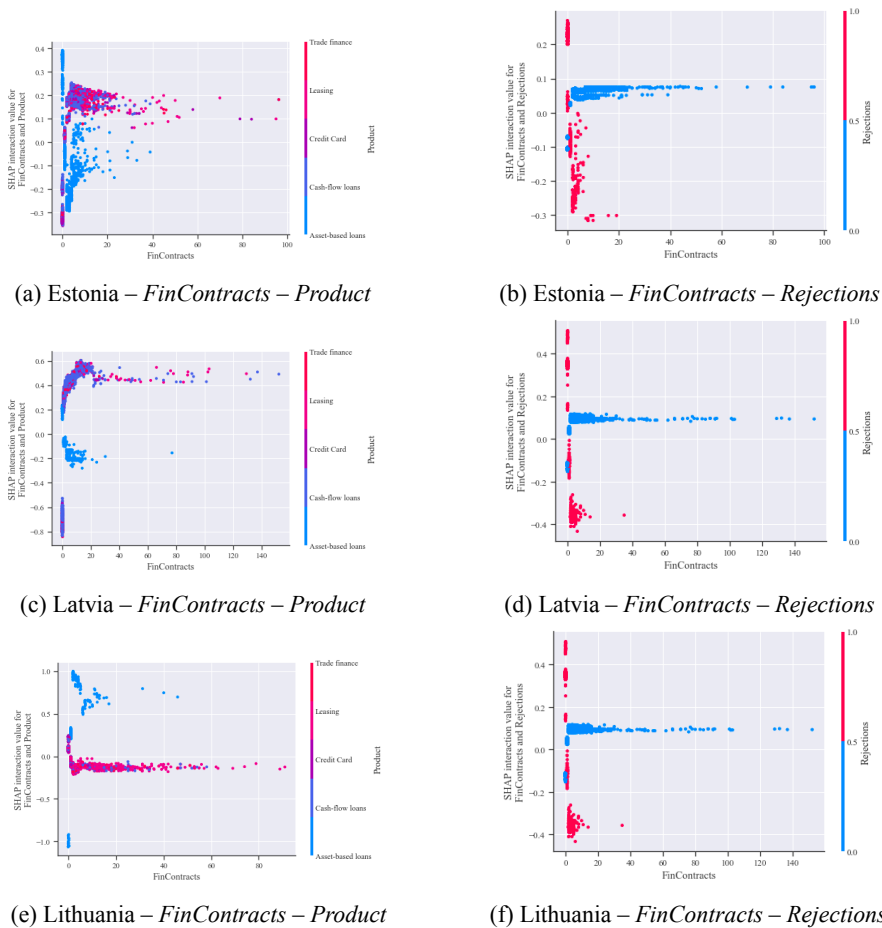 Trade finance
Leasing
Credit Card
Cash-flow loans
Asset-based loans
Product
0.4
0.3
0.2
0.1
0.0
−0.1
−0.2
−0.3
SHAP interaction value for
FinContracts and Product
0 20 40 60 80 100
FinContracts
1.0
0.5
0.0
Rejections
0.2
0.1
0.0
−0.1
−0.2
−0.3
SHAP interaction value for
FinContracts and Rejections
0 20 40 60 80 100
FinContracts
(a) Estonia – FinContracts – Product
(b) Estonia – FinContracts – Rejections
Trade finance
Leasing
Credit Card
Cash-flow loans
Asset-based loans
Product
0.6
0.4
0.2
0.0
−0.2
−0.4
−0.6
−0.8
SHAP interaction value for
FinContracts and Product
0 20 40 60 80 100 120 140
FinContracts
1.0
0.5
0.0
Rejections
0.4
0.2
0.0
−0.2
−0.4
SHAP interaction value for
FinContracts and Rejections
0 20 40 60 80 100 120 140
FinContracts
(c) Latvia – FinContracts – Product
(d) Latvia – FinContracts – Rejections
Trade finance
Leasing
Credit Card
Cash-flow loans
Asset-based loans
Product
1.0
0.5
0.0
−0.5
−1.0
SHAP interaction value for
FinContracts and Product
0 20 40 60 80
FinContracts
1.0
0.5
0.0
Rejections
0.4
0.2
0.0
−0.2
−0.4
SHAP interaction value for
FinContracts and Rejections
0 20 40 60 80 100 120 140
FinContracts
(e) Lithuania – FinContracts – Product
(f) Lithuania – FinContracts – Rejections